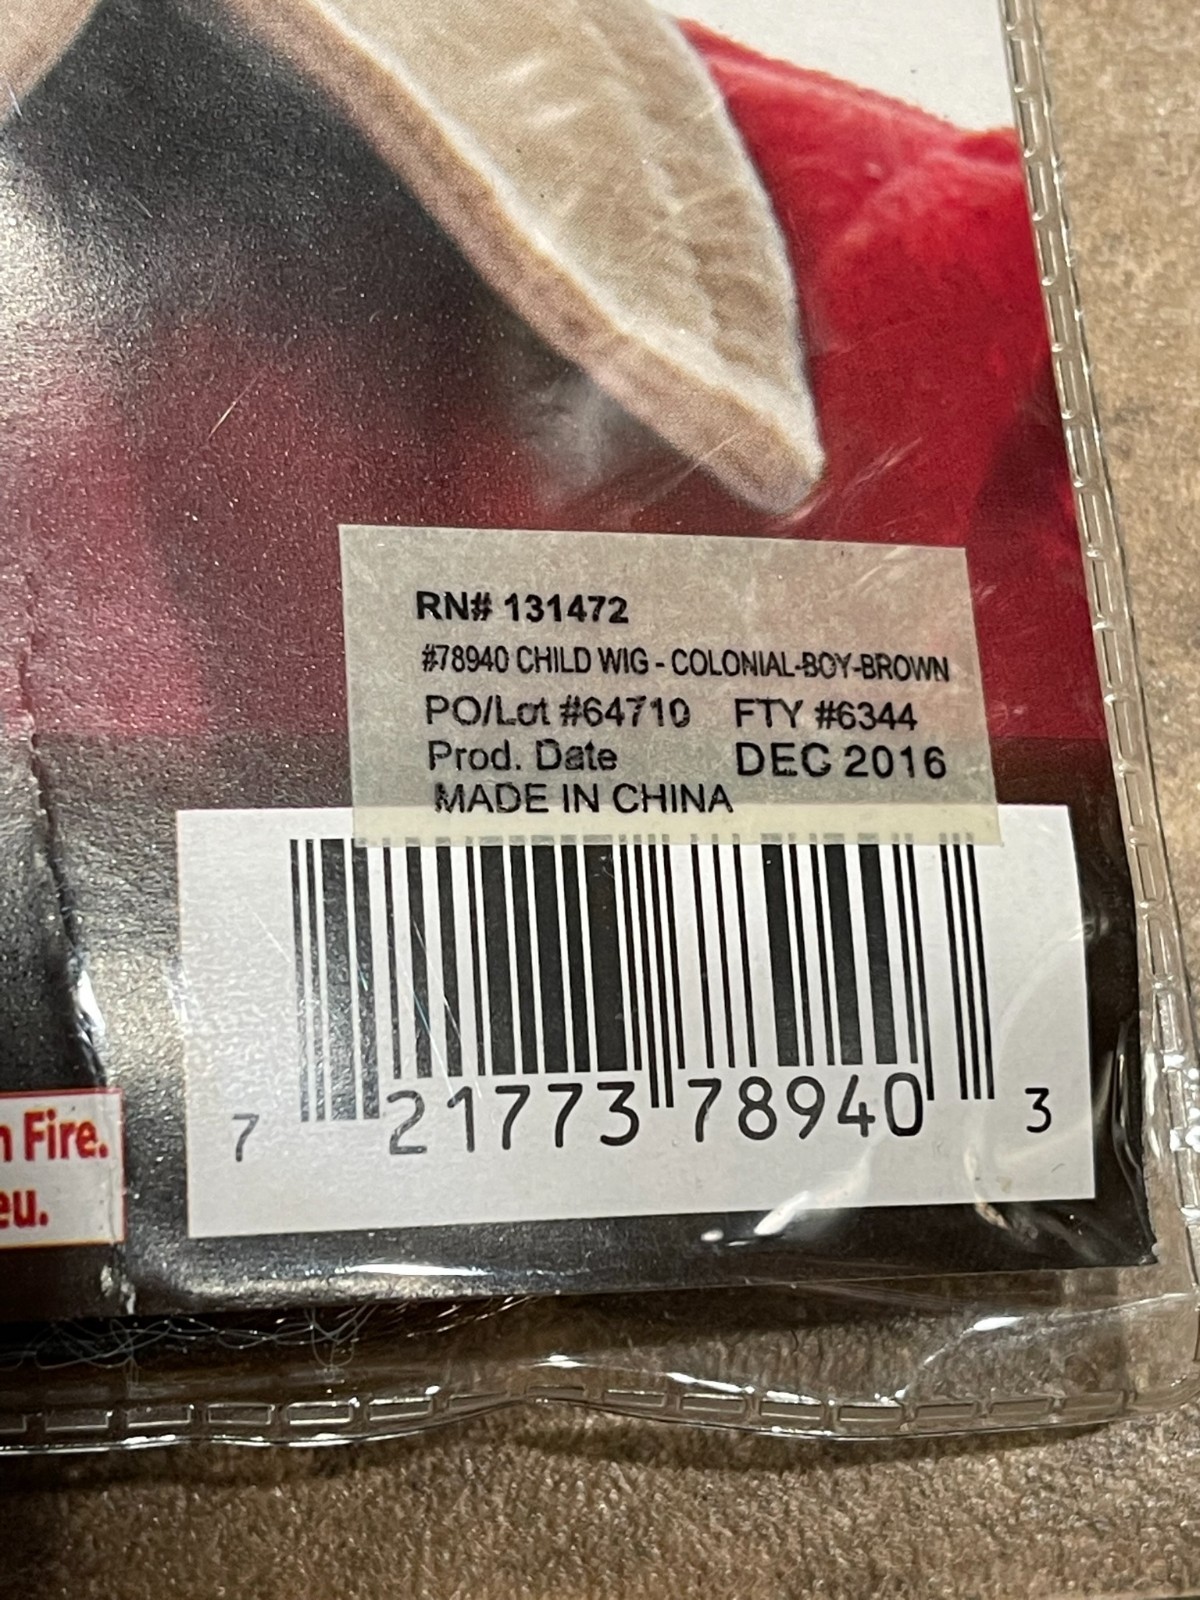 RN# 131472
#78940 CHILD WIG - COLONIAL-BOY-BROWN
PO/Lot #64710 FTY #6344
Prod. Date DEC 2016
MADE IN CHINA
7 21773 78940 3
Fire.
eu.